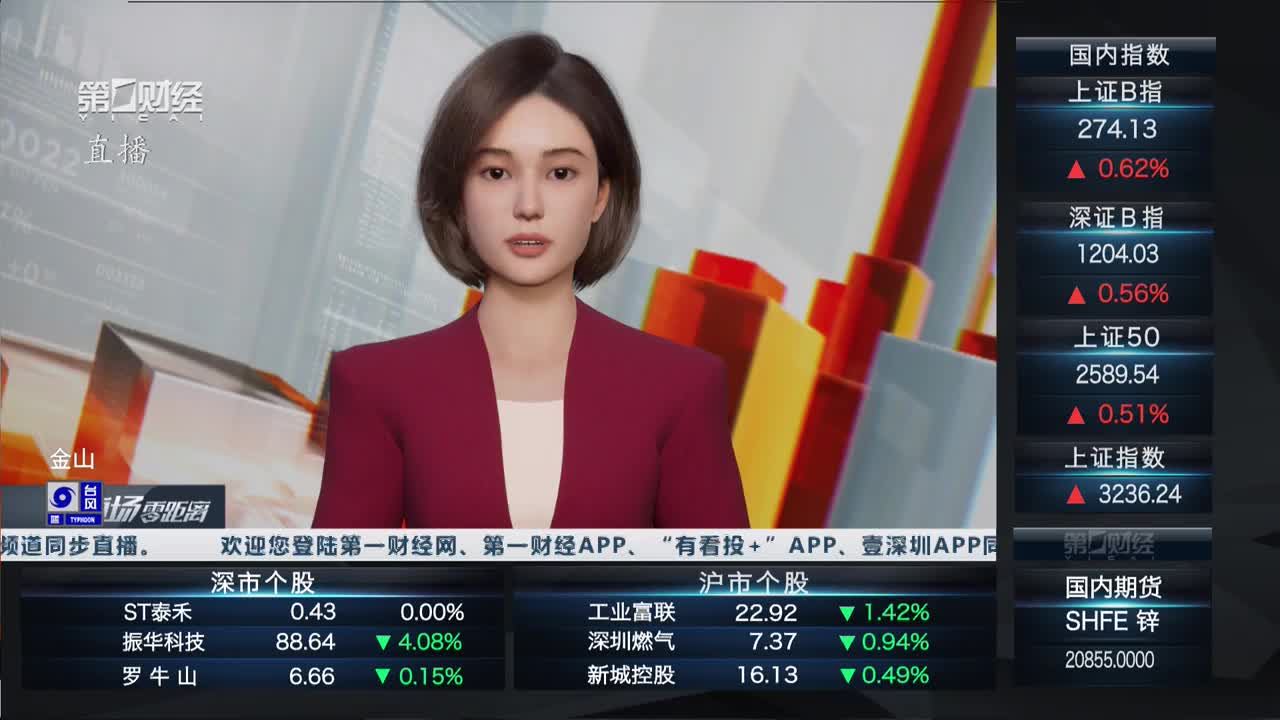 第一财经
YICAI
直播
0022
金山
台风
蓝 TYPHOON
市场零距离
频道同步直播。 欢迎您登陆第一财经网、第一财经APP、“有看投+”APP、壹深圳APP同
深市个股
ST泰禾 0.43 0.00%
振华科技 88.64 ▼ 4.08%
罗牛山 6.66 ▼ 0.15%
沪市个股
工业富联 22.92 ▼ 1.42%
深圳燃气 7.37 ▼ 0.94%
新城控股 16.13 ▼ 0.49%
国内指数
上证B指
274.13
▲ 0.62%
深证B指
1204.03
▲ 0.56%
上证50
2589.54
▲ 0.51%
上证指数
▲ 3236.24
第一财经
YICAI
国内期货
SHFE 锌
20855.0000